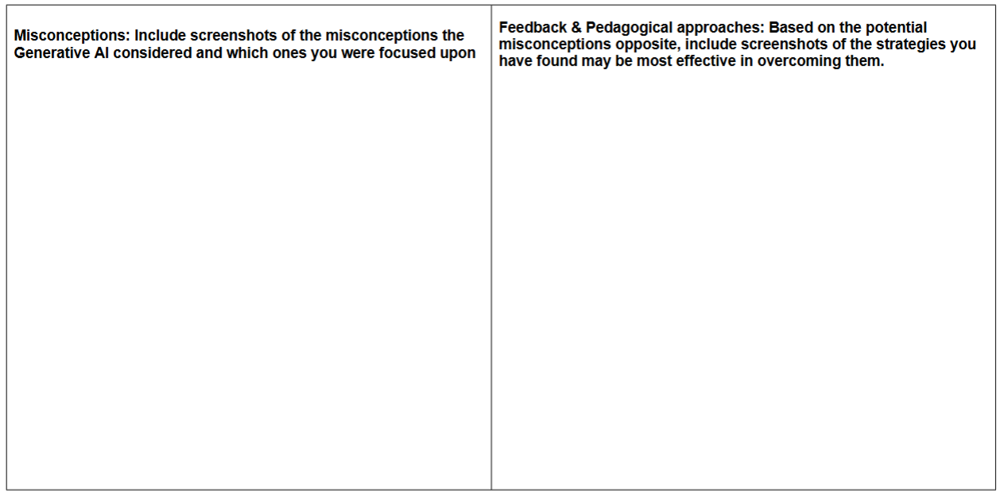 Misconceptions: Include screenshots of the misconceptions the
Generative AI considered and which ones you were focused upon
Feedback & Pedagogical approaches: Based on the potential
misconceptions opposite, include screenshots of the strategies you
have found may be most effective in overcoming them.